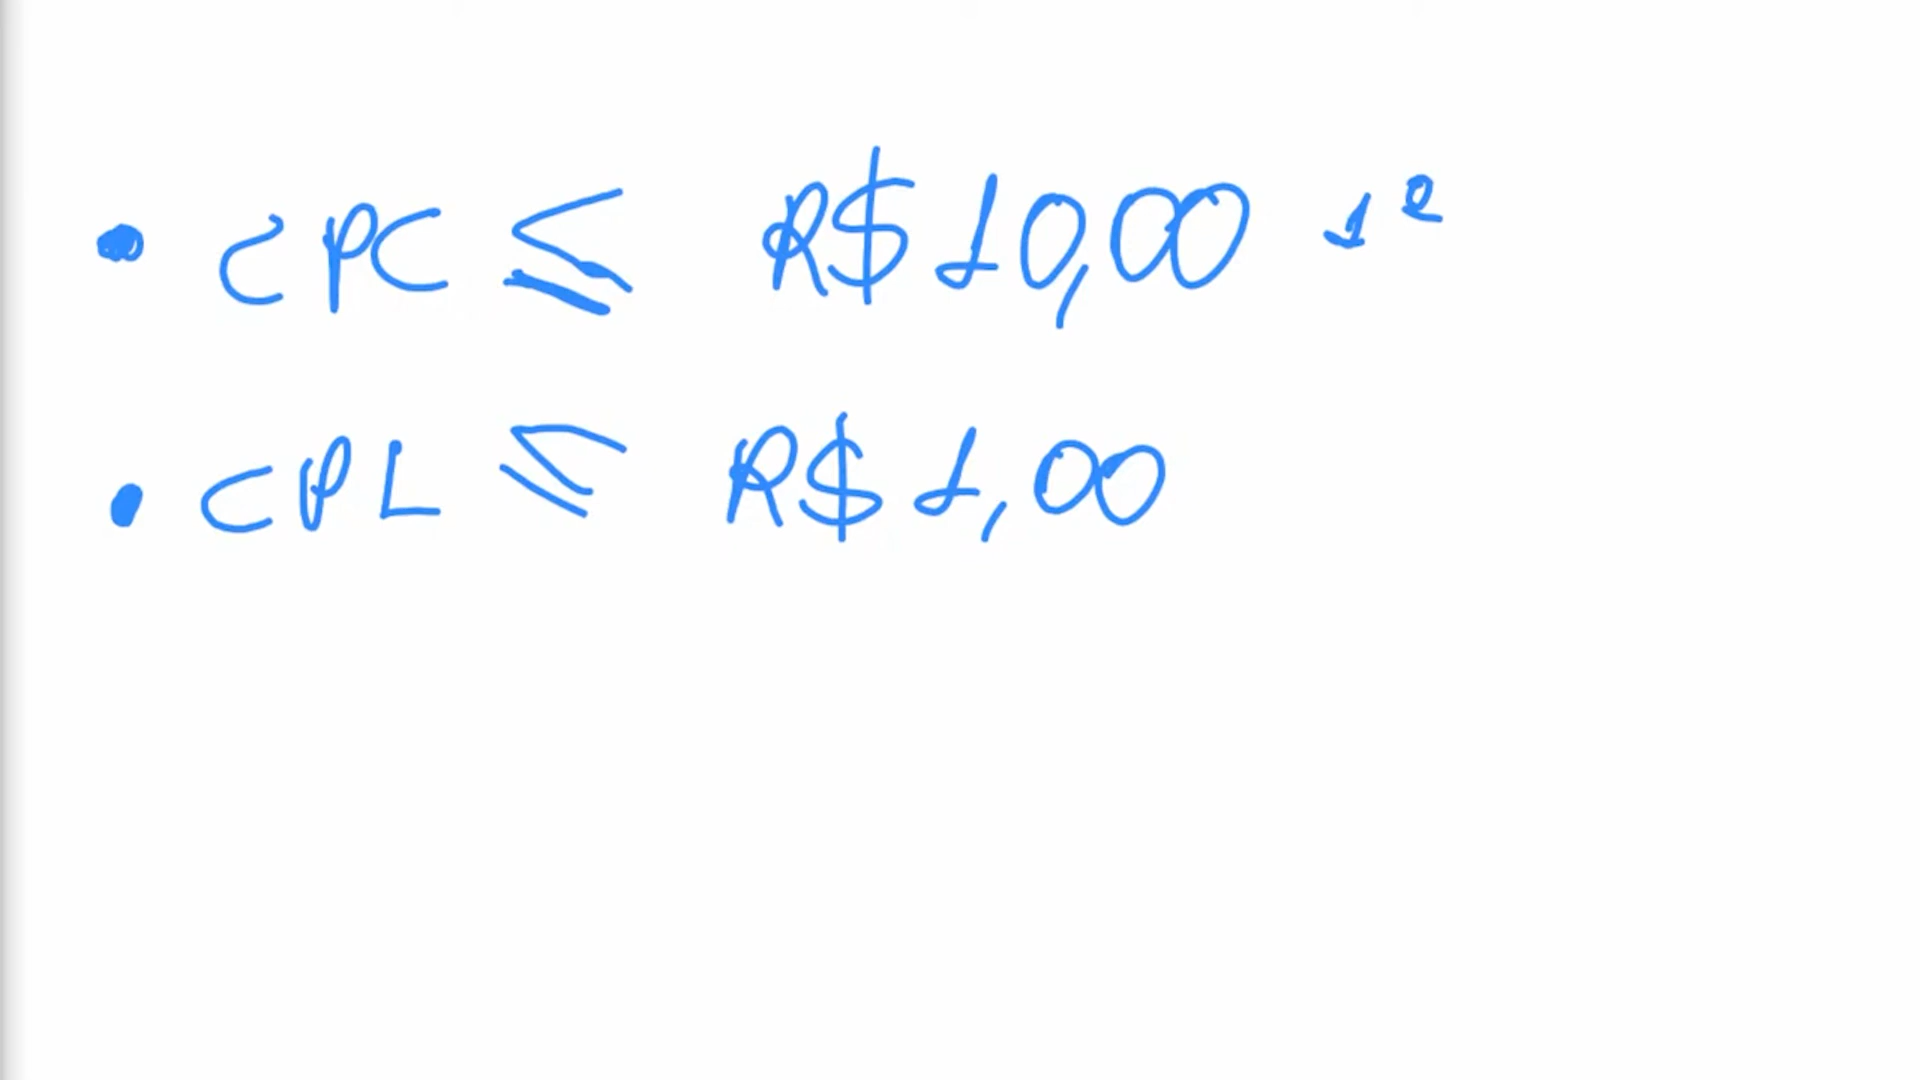 • CPC ≤ R$ 10,00 1º
• CPL ≤ R$ 1,00